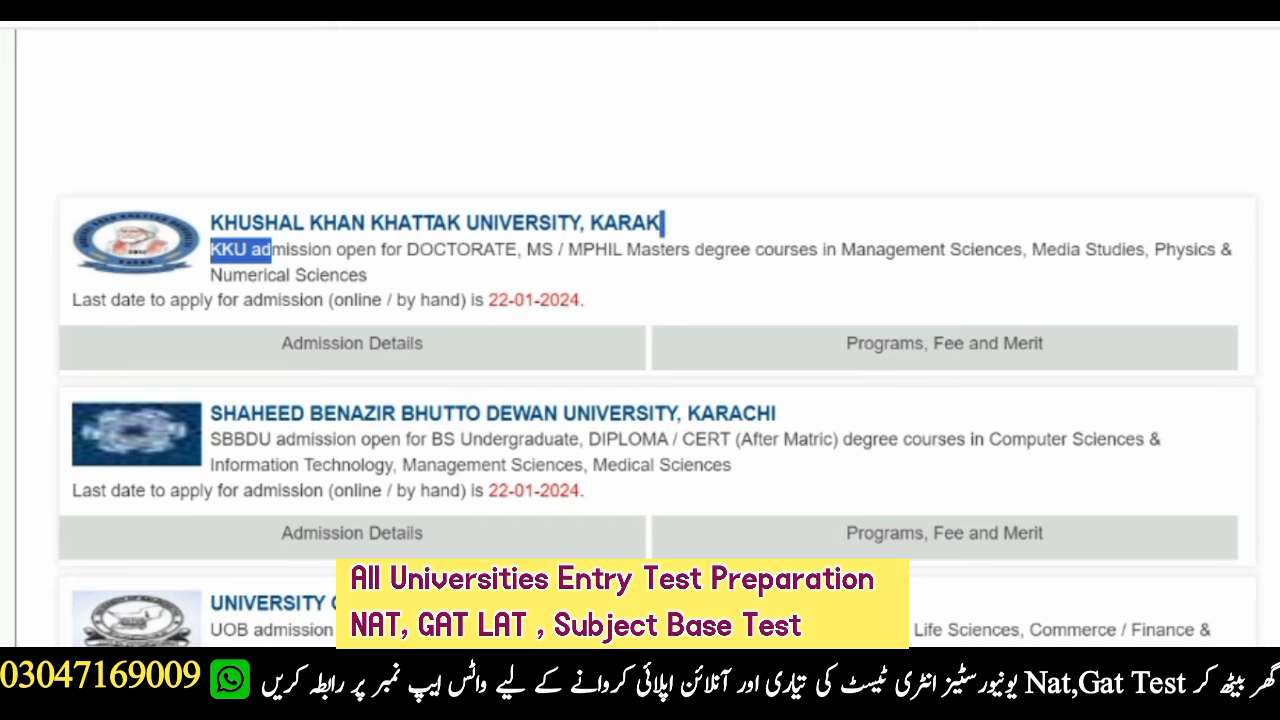 KHUSHAL KHAN KHATTAK UNIVERSITY, KARAK
KKU admission open for DOCTORATE, MS / MPHIL Masters degree courses in Management Sciences, Media Studies, Physics &
Numerical Sciences
Last date to apply for admission (online / by hand) is 22-01-2024.
Admission Details
Programs, Fee and Merit
SHAHEED BENAZIR BHUTTO DEWAN UNIVERSITY, KARACHI
SBBDU admission open for BS Undergraduate, DIPLOMA / CERT (After Matric) degree courses in Computer Sciences &
Information Technology, Management Sciences, Medical Sciences
Last date to apply for admission (online / by hand) is 22-01-2024.
Admission Details
Programs, Fee and Merit
All Universities Entry Test Preparation
NAT, GAT LAT , Subject Base Test
UNIVERSITY
UOB admission Life Sciences, Commerce / Finance &
گھر بیٹھ کر Nat,Gat Test یونیورسٹیز انٹری ٹیسٹ کی تیاری اور آنلائن اپلائی کروانے کے لیے واٹس ایپ نمبر پر رابطہ کریں 03047169009